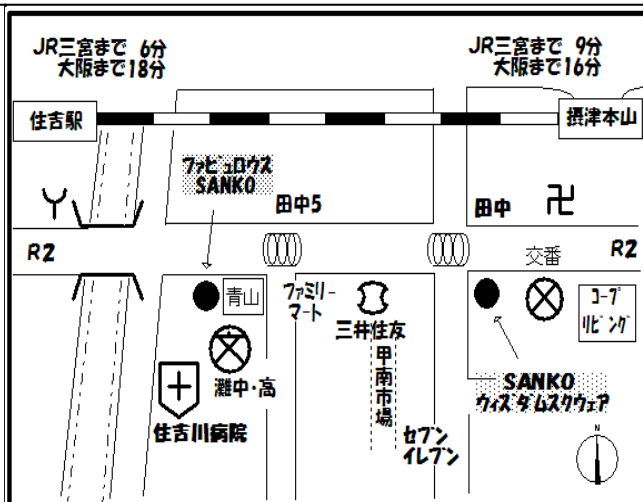 JR三宮まで 6分
大阪まで18分
JR三宮まで 9分
大阪まで16分
住吉駅
摂津本山
ファビュロウス
SANKO
田中5
田中
R2
交番
R2
青山
ファミリー
マート
三井住友
コープ
リビング
灘中・高
甲南市場
SANKO
ウィズダムスクウェア
住吉川病院
セブン
イレブン
N